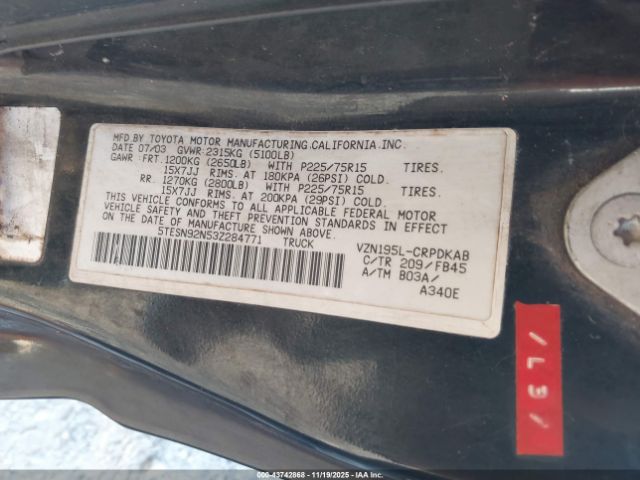 MFD BY TOYOTA MOTOR MANUFACTURING.CALIFORNIA.INC.
DATE 07/03 GVWR:2315KG (5100LB)
GAWR: FRT. 1200KG (2650LB) WITH P225/75R15 TIRES.
15X7JJ RIMS. AT 180KPA (26PSI) COLD.
RR. 1270KG (2800LB) WITH P225/75R15 TIRES.
15X7JJ RIMS. AT 200KPA (29PSI) COLD.
THIS VEHICLE CONFORMS TO ALL APPLICABLE FEDERAL MOTOR
VEHICLE SAFETY AND THEFT PREVENTION STANDARDS IN EFFECT
ON THE DATE OF MANUFACTURE SHOWN ABOVE.
5TESN92N53Z284771 TRUCK
VZN195L-CRPDKAB
C/TR 209/FB45
A/TM B03A/
A340E
000-43742868 - 11/19/2025 - IAAI.COM